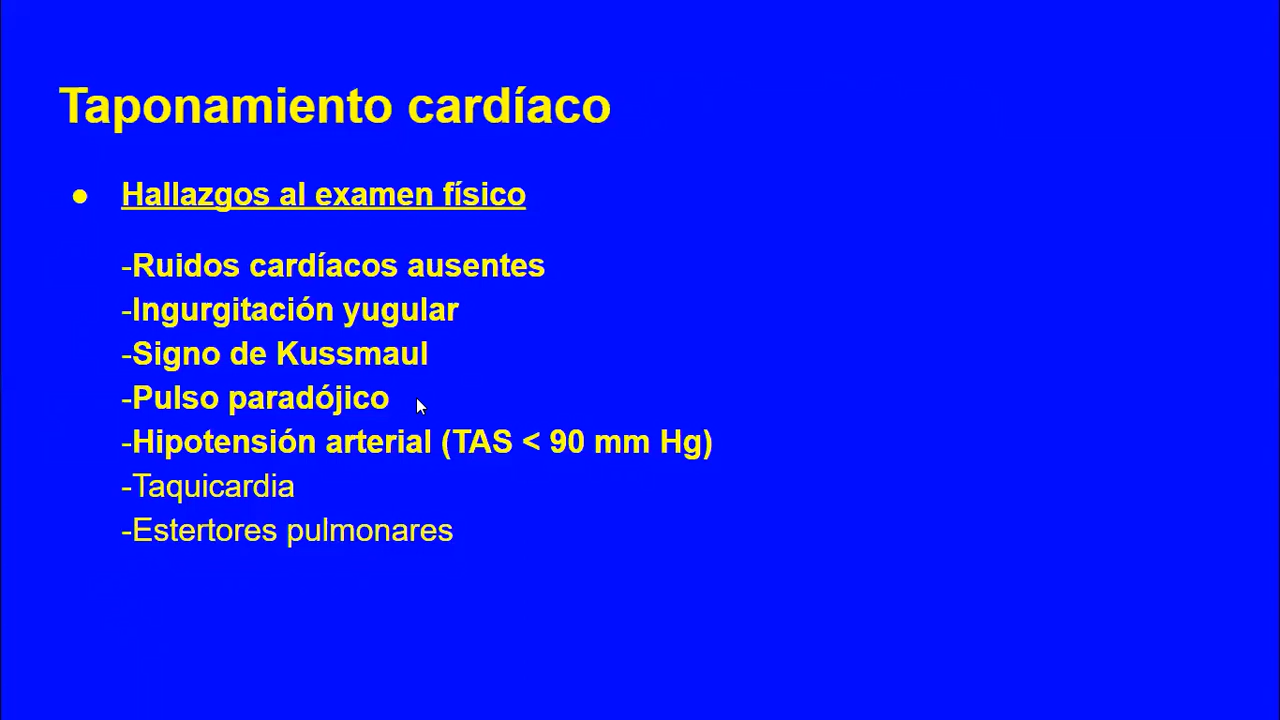 Taponamiento cardíaco
● Hallazgos al examen físico
-Ruidos cardíacos ausentes
-Ingurgitación yugular
-Signo de Kussmaul
-Pulso paradójico
-Hipotensión arterial (TAS < 90 mm Hg)
-Taquicardia
-Estertores pulmonares